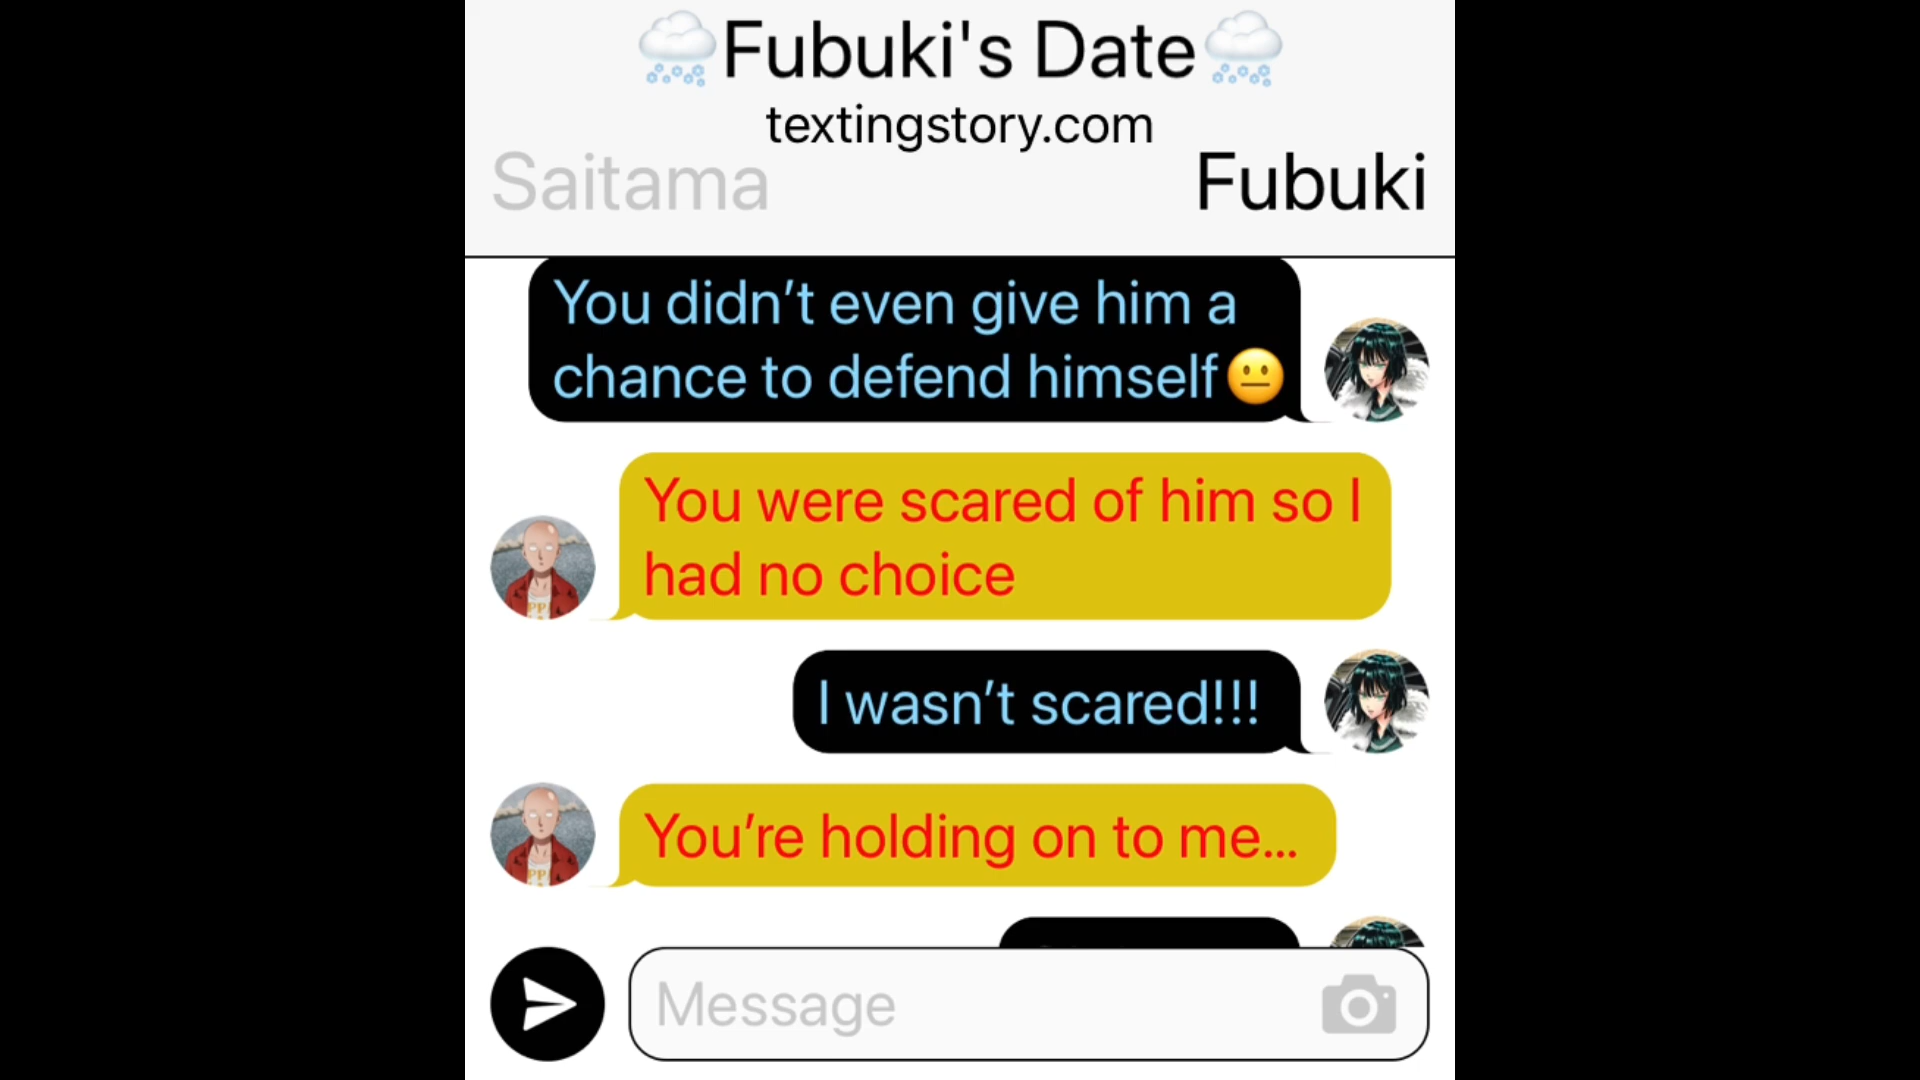 🌨️Fubuki's Date🌨️
textingstory.com
Saitama
Fubuki
You didn’t even give him a
chance to defend himself😐
You were scared of him so I
had no choice
I wasn’t scared!!!
You’re holding on to me...
Message